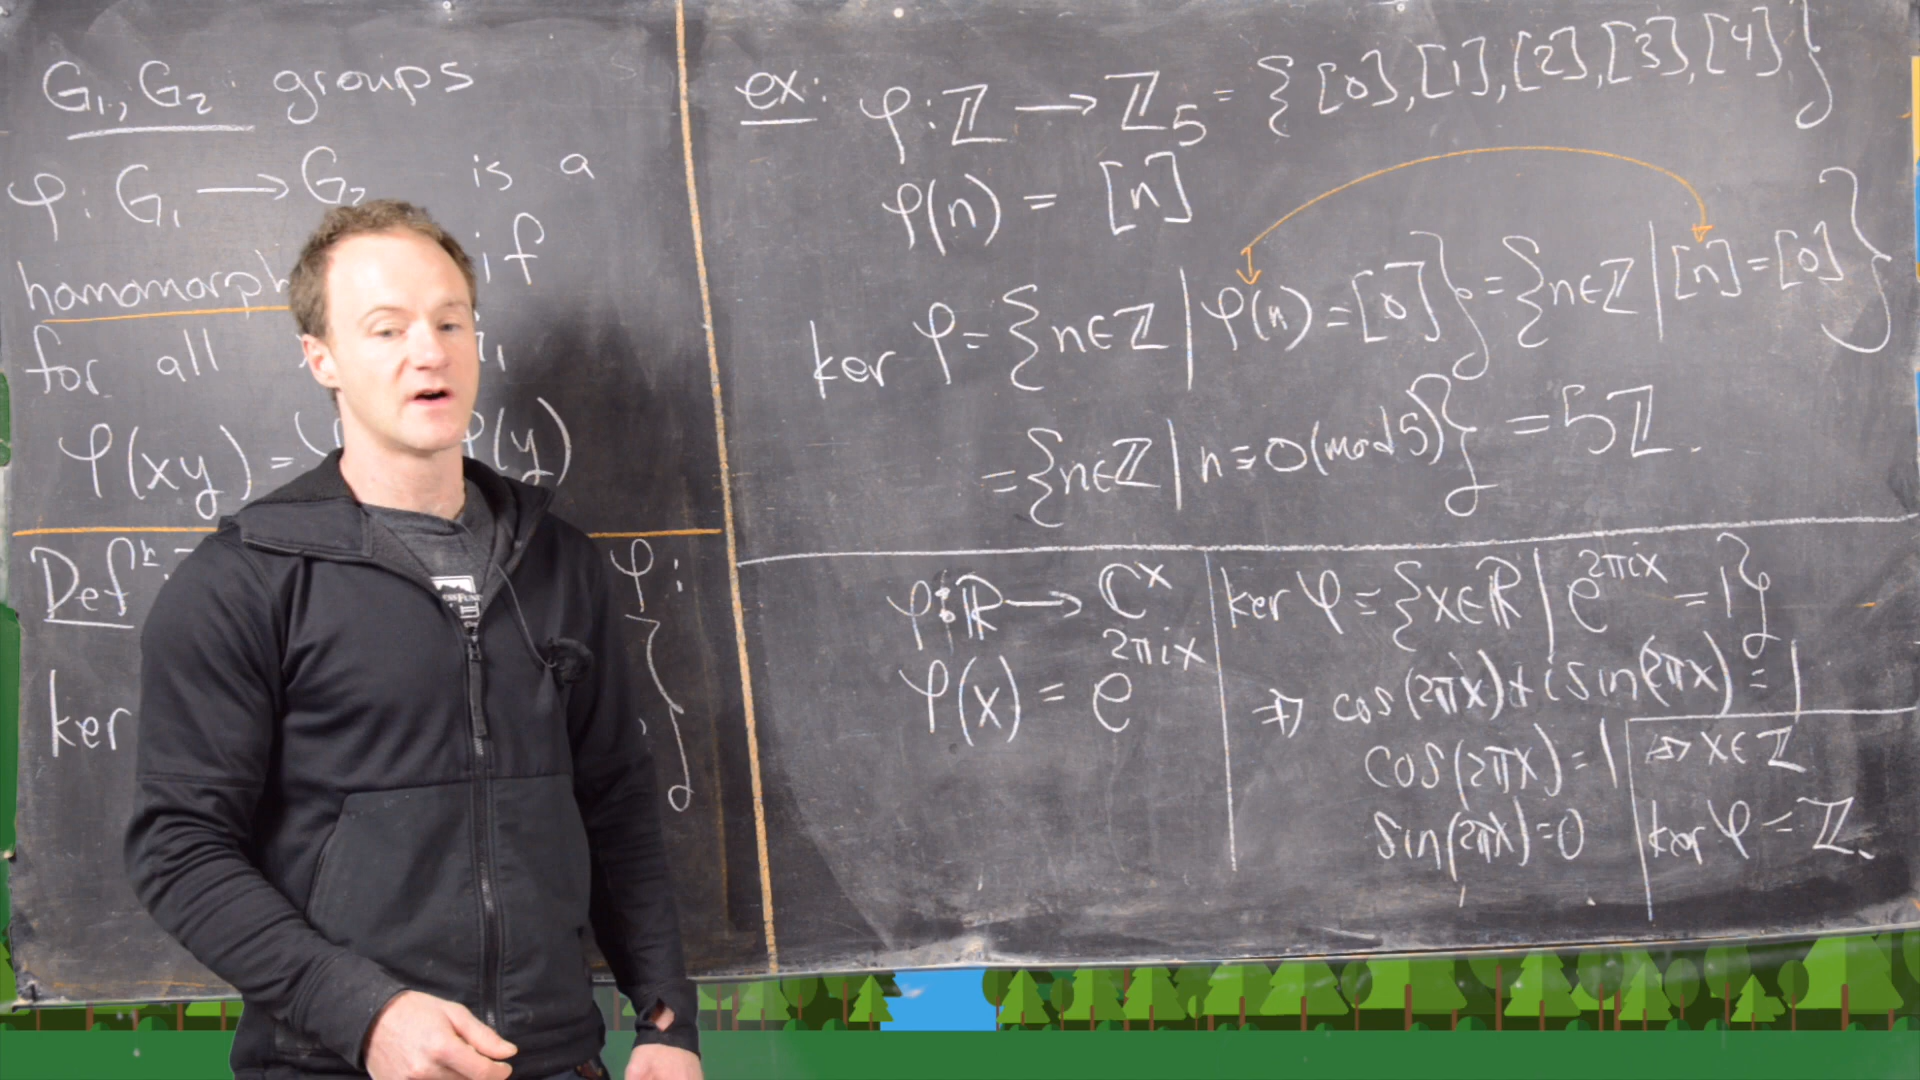 G₁, G₂ groups
φ: G₁ ⟶ G₂ is a
if
for all
φ(xy) = φ(y)
Defⁿ: φ:
ker
ex: φ: ℤ ⟶ ℤ₅ = {[0], [1], [2], [3], [4]}
φ(n) = [n]
ker φ = {n∈ℤ | φ(n) = [0]} = {n∈ℤ | [n] = [0]}
= {n∈ℤ | n ≡ 0 (mod 5)} = 5ℤ.
φ: ℝ ⟶ ℂˣ
φ(x) = e^{2πix}
ker φ = {x∈ℝ | e^{2πix} = 1}
⇒ cos(2πx) + i sin(2πx) = 1
cos(2πx) = 1
sin(2πx) = 0
⇒ x∈ℤ
ker φ = ℤ.